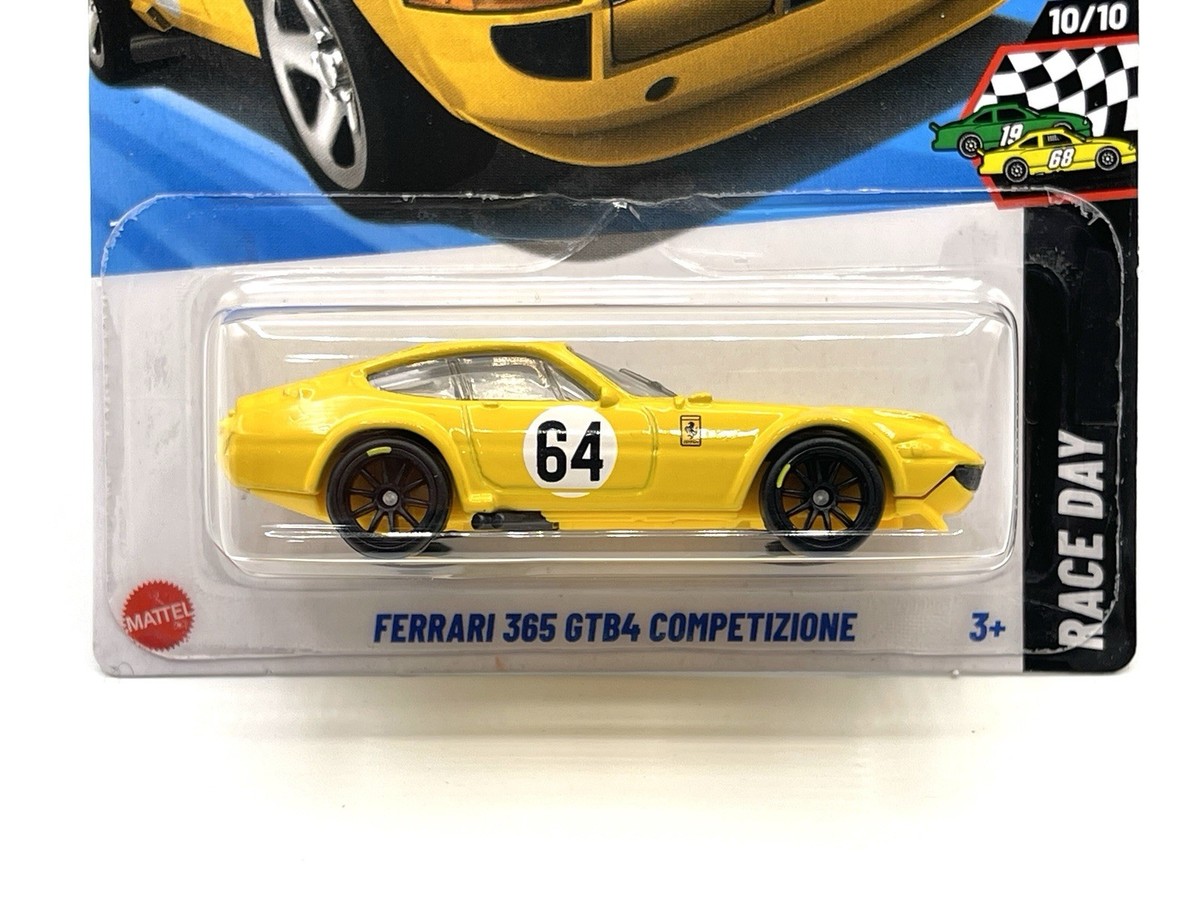 10/10
19
68
64
RACE DAY
MATTEL
FERRARI 365 GTB4 COMPETIZIONE
3+